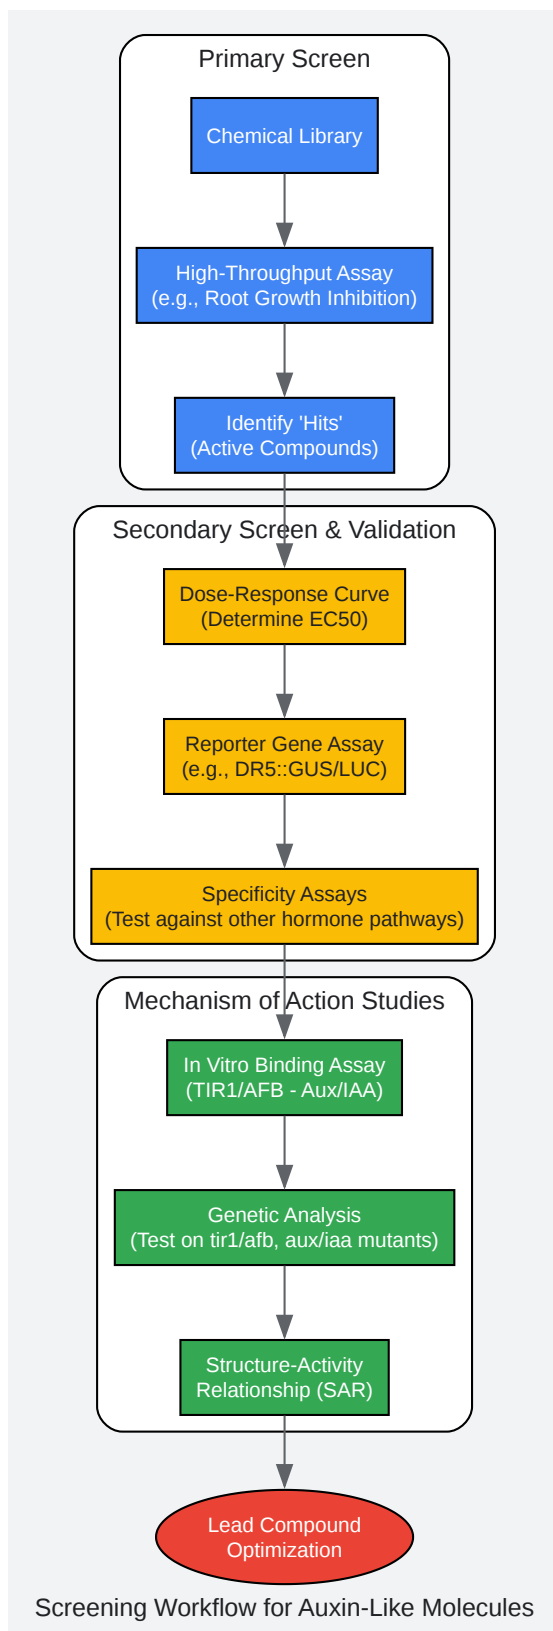 Primary Screen
Chemical Library
High-Throughput Assay
(e.g., Root Growth Inhibition)
Identify 'Hits'
(Active Compounds)
Secondary Screen & Validation
Dose-Response Curve
(Determine EC50)
Reporter Gene Assay
(e.g., DR5::GUS/LUC)
Specificity Assays
(Test against other hormone pathways)
Mechanism of Action Studies
In Vitro Binding Assay
(TIR1/AFB - Aux/IAA)
Genetic Analysis
(Test on tir1/afb, aux/iaa mutants)
Structure-Activity
Relationship (SAR)
Lead Compound
Optimization
Screening Workflow for Auxin-Like Molecules